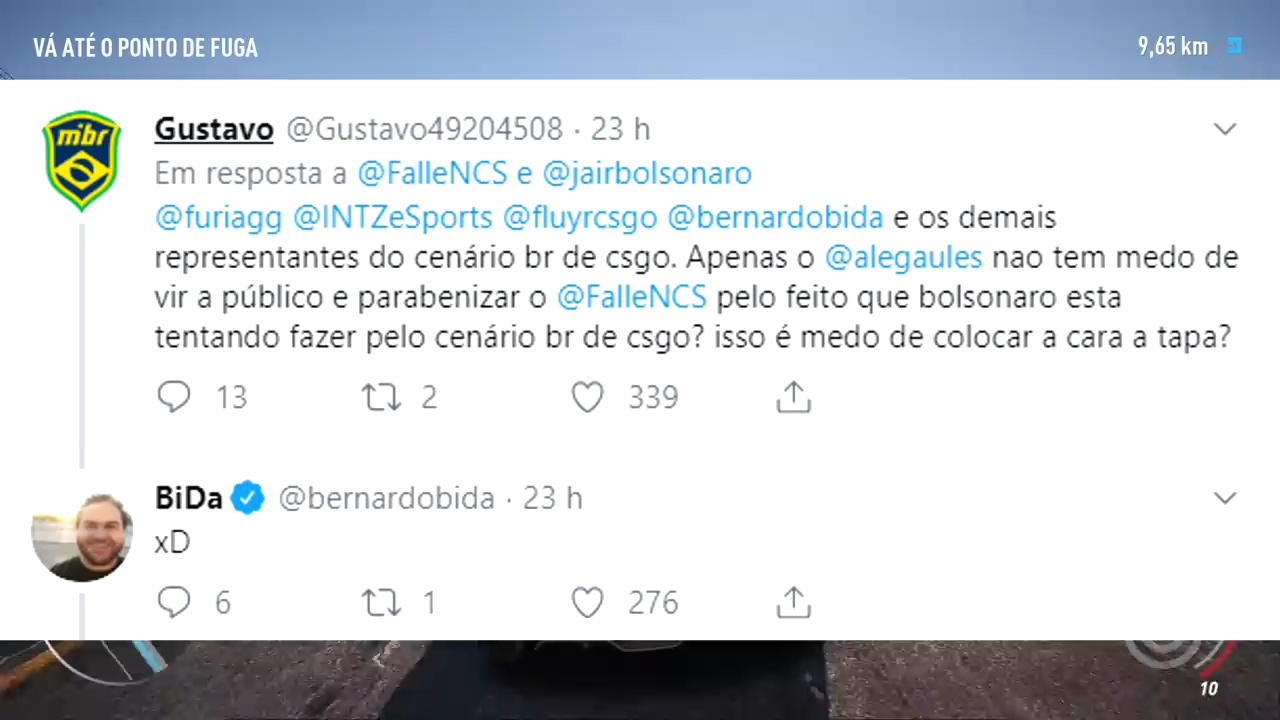 VÁ ATÉ O PONTO DE FUGA
9,65 km
mibr
Gustavo @Gustavo49204508 · 23 h
Em resposta a @FalleNCS e @jairbolsonaro
@furiagg @INTZeSports @fluyrcsgo @bernardobida e os demais
representantes do cenário br de csgo. Apenas o @alegaules nao tem medo de
vir a público e parabenizar o @FalleNCS pelo feito que bolsonaro esta
tentando fazer pelo cenário br de csgo? isso é medo de colocar a cara a tapa?
13 2 339
BiDa @bernardobida · 23 h
xD
6 1 276
10